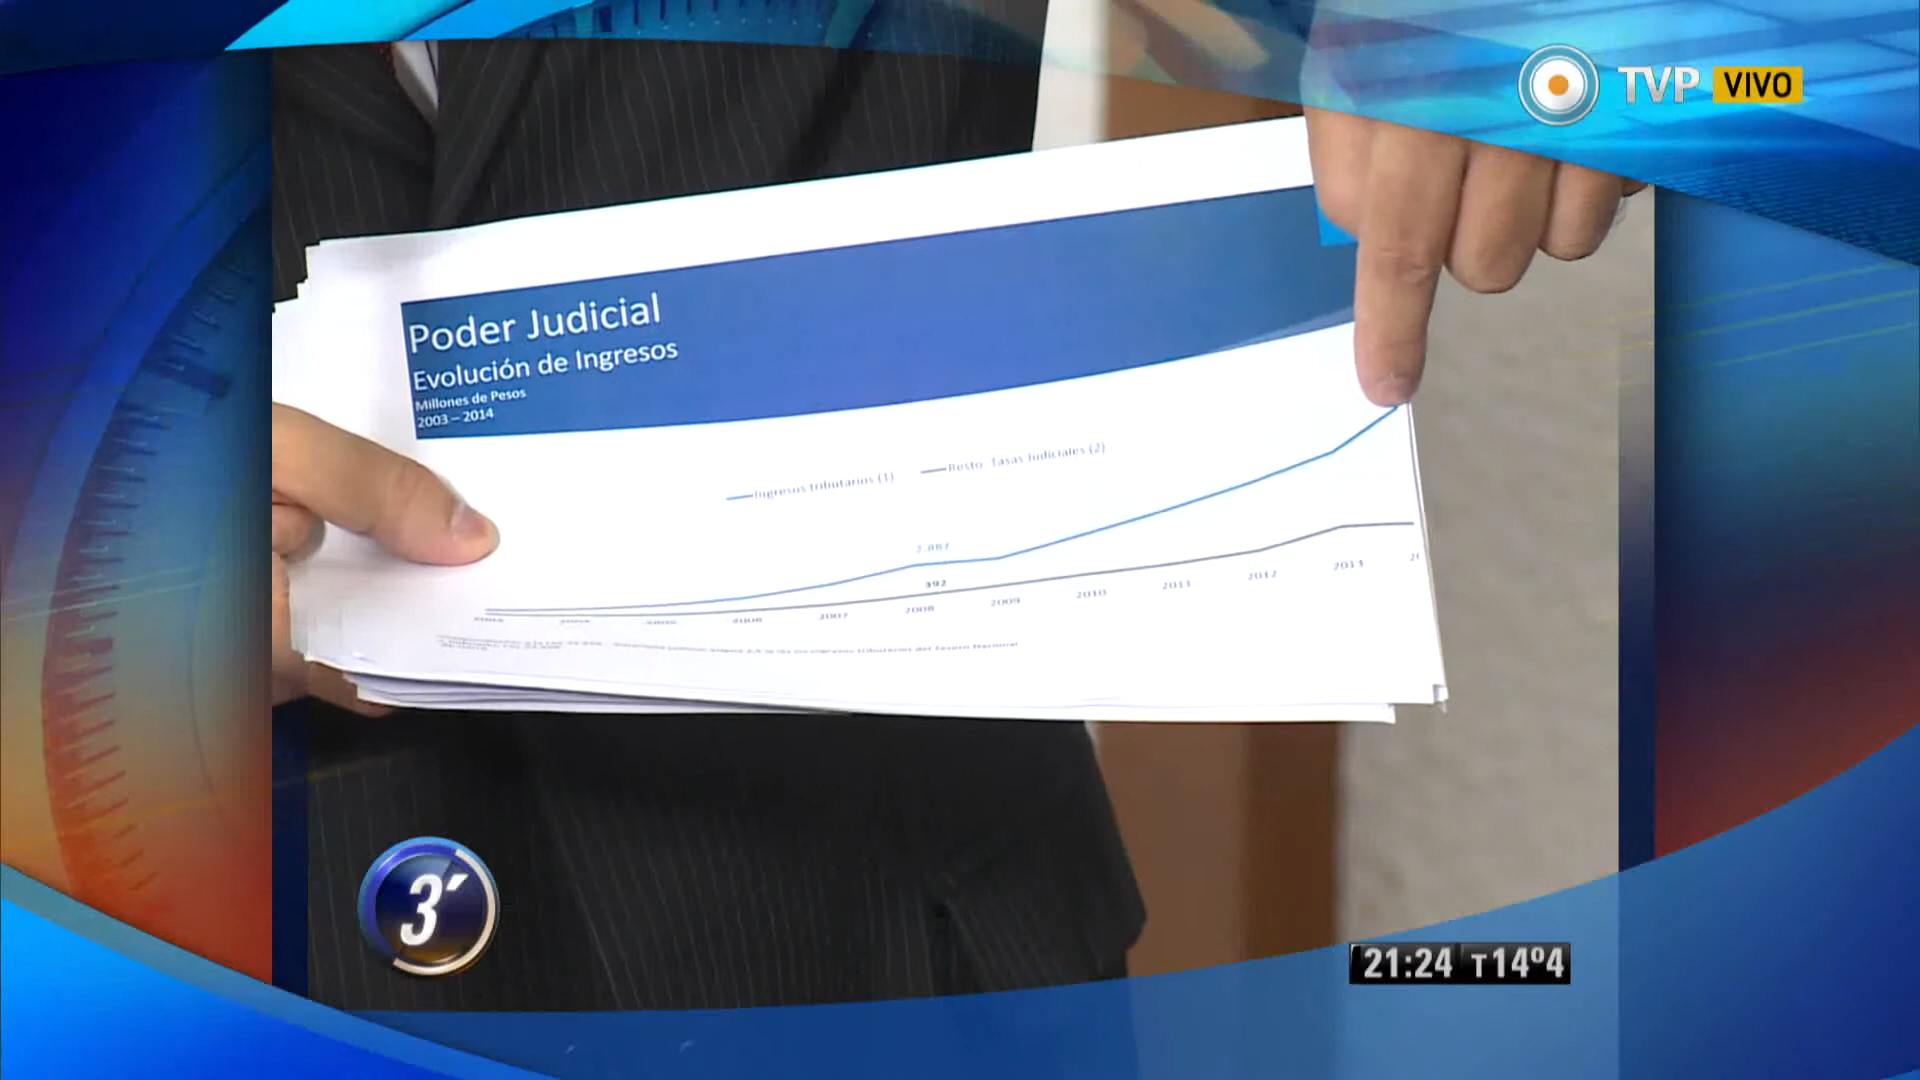 TVP VIVO
Poder Judicial
Evolución de Ingresos
Millones de Pesos
2003 – 2014
Ingresos tributarios (1)
Resto Tasas Judiciales (2)
392
2006 2007 2008 2009 2010 2011 2012 2013
3´
21:24 T14º4